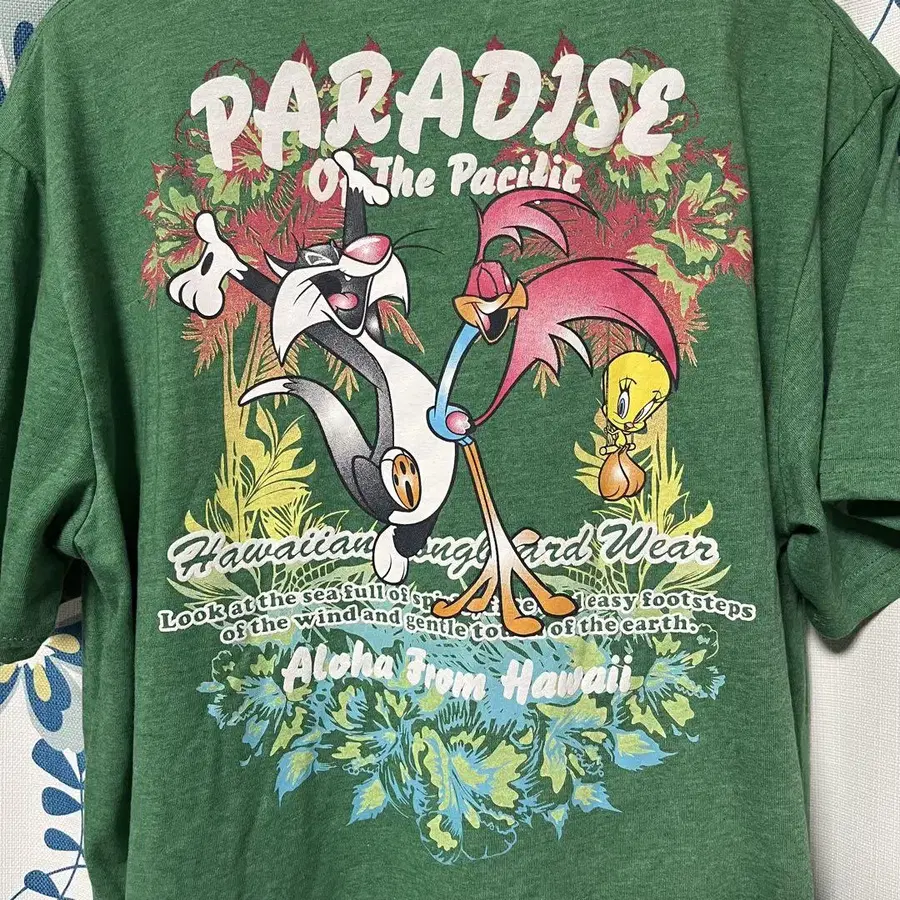 PARADISE
Of The Pacific
Hawaiian Longboard Wear
Look at the sea full of easy footsteps
of the wind and gentle of the earth.
Aloha From Hawaii